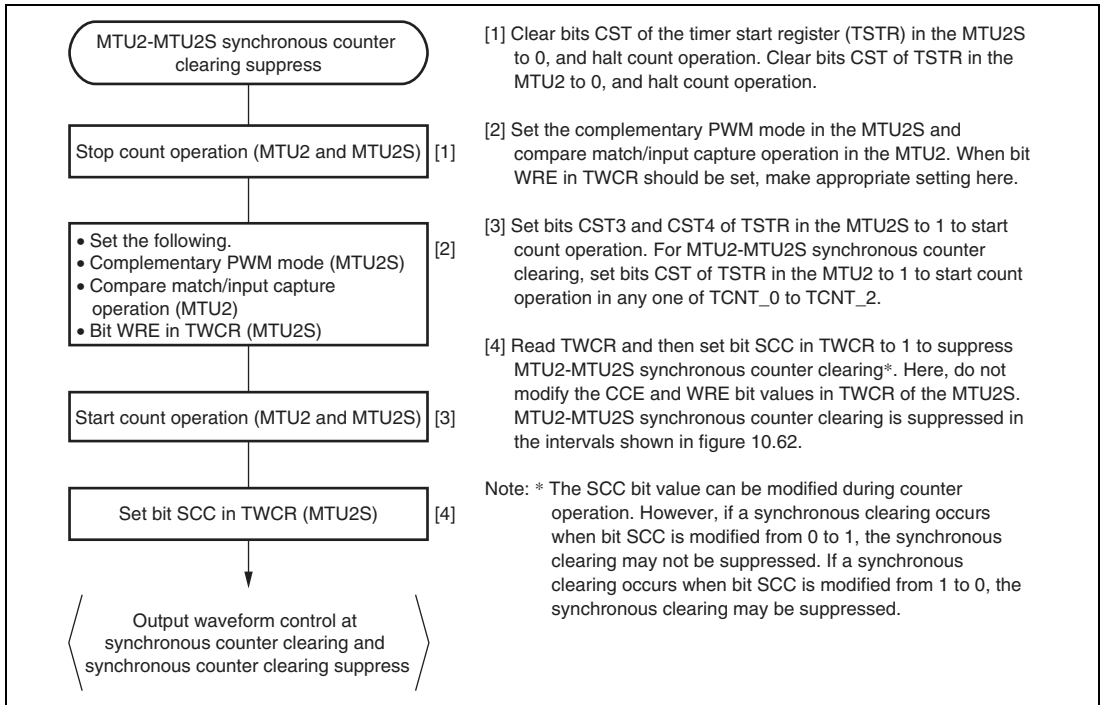 MTU2-MTU2S synchronous counter
clearing suppress
Stop count operation (MTU2 and MTU2S)
[1]
• Set the following.
• Complementary PWM mode (MTU2S)
• Compare match/input capture
operation (MTU2)
• Bit WRE in TWCR (MTU2S)
[2]
Start count operation (MTU2 and MTU2S)
[3]
Set bit SCC in TWCR (MTU2S)
[4]
Output waveform control at
synchronous counter clearing and
synchronous counter clearing suppress
[1] Clear bits CST of the timer start register (TSTR) in the MTU2S
to 0, and halt count operation. Clear bits CST of TSTR in the
MTU2 to 0, and halt count operation.
[2] Set the complementary PWM mode in the MTU2S and
compare match/input capture operation in the MTU2. When bit
WRE in TWCR should be set, make appropriate setting here.
[3] Set bits CST3 and CST4 of TSTR in the MTU2S to 1 to start
count operation. For MTU2-MTU2S synchronous counter
clearing, set bits CST of TSTR in the MTU2 to 1 to start count
operation in any one of TCNT_0 to TCNT_2.
[4] Read TWCR and then set bit SCC in TWCR to 1 to suppress
MTU2-MTU2S synchronous counter clearing*. Here, do not
modify the CCE and WRE bit values in TWCR of the MTU2S.
MTU2-MTU2S synchronous counter clearing is suppressed in
the intervals shown in figure 10.62.
Note: * The SCC bit value can be modified during counter
operation. However, if a synchronous clearing occurs
when bit SCC is modified from 0 to 1, the synchronous
clearing may not be suppressed. If a synchronous
clearing occurs when bit SCC is modified from 1 to 0, the
synchronous clearing may be suppressed.